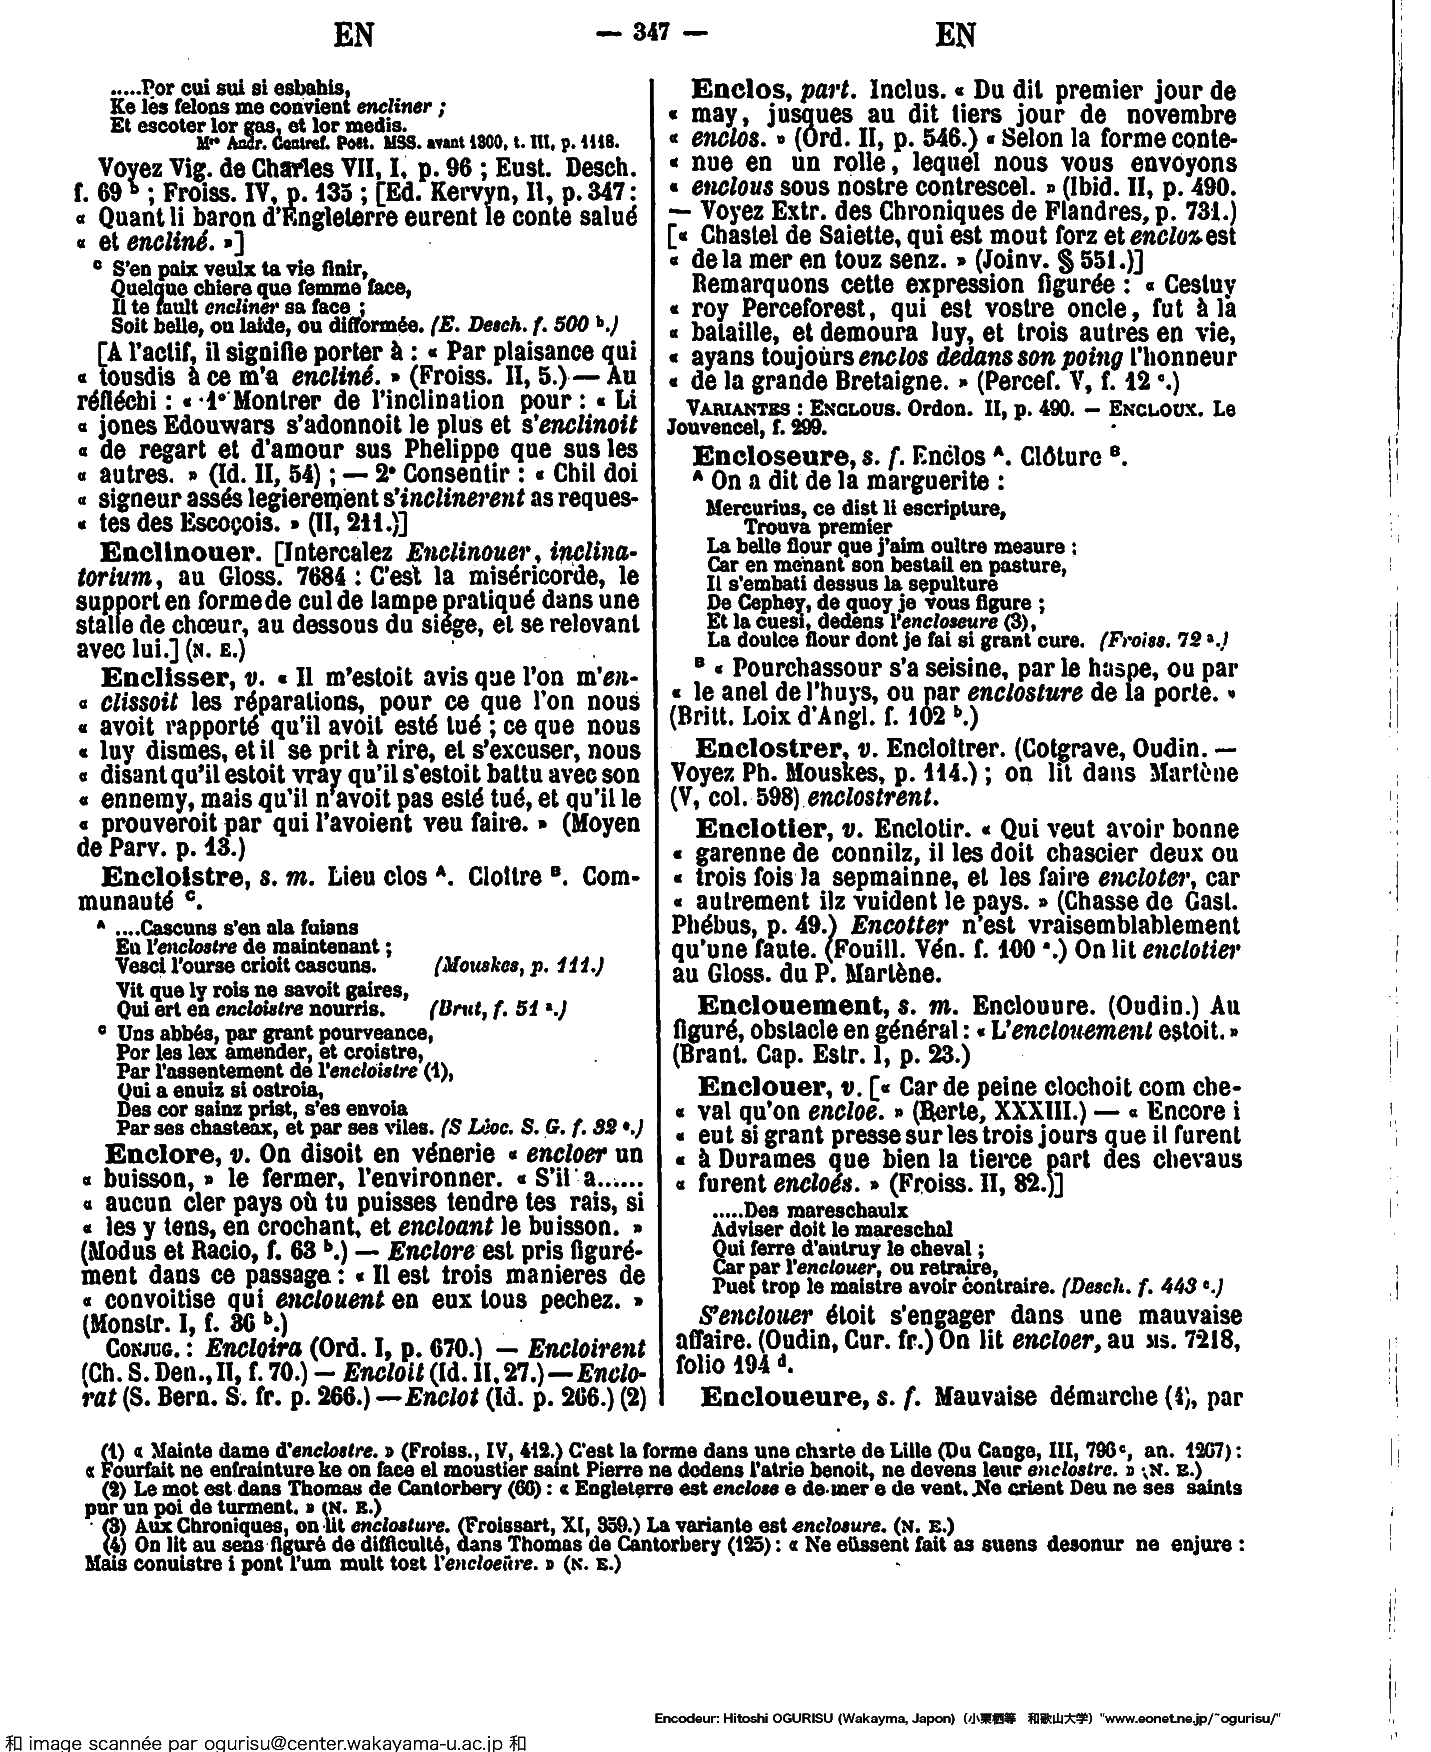 EN — 347 — EN
.....Por cui sui si esbahis,
Ke les felons me convient encliner ;
Et escoter lor gas, et lor medis.
Mss Andr. Contref. Poet. MSS. avant 1300, t. III, p. 1118.
Voyez Vig. de Charles VII, I, p. 96 ; Eust. Desch.
f. 69 b ; Froiss. IV, p. 135 ; [Ed. Kervyn, II, p. 347 :
« Quant li baron d'Engleterre eurent le conte salué
« et encliné. »]
C S'en paix veulx ta vie finir,
Quelque chiere que femme face,
Il te fault encliner sa face ;
Soit belle, ou laide, ou difformée. (E. Desch. f. 500 b.)
[A l'actif, il signifie porter à : « Par plaisance qui
« tousdis à ce m'a encliné. » (Froiss. II, 5.) — Au
réfléchi : « 1° Montrer de l'inclination pour : « Li
« jones Edouwars s'adonnoit le plus et s'enclinoit
« de regart et d'amour sus Phelippe que sus les
« autres. » (Id. II, 54) ; — 2° Consentir : « Chil doi
« signeur assés legierement s'inclinerent as reques-
« tes des Escoçois. » (II, 211.)]
Enclinouer. [Intercalez Enclinouer, inclina-
torium, au Gloss. 7684 : C'est la miséricorde, le
support en forme de cul de lampe pratiqué dans une
stalle de chœur, au dessous du siége, et se relevant
avec lui.] (N. E.)
Enclisser, v. « Il m'estoit avis que l'on m'en-
« clissoit les réparations, pour ce que l'on nous
« avoit rapporté qu'il avoit esté tué ; ce que nous
« luy dismes, et il se prit à rire, et s'excuser, nous
« disant qu'il estoit vray qu'il s'estoit battu avec son
« ennemy, mais qu'il n'avoit pas esté tué, et qu'il le
« prouveroit par qui l'avoient veu faire. » (Moyen
de Parv. p. 13.)
Encloistre, s. m. Lieu clos A. Cloître B. Com-
munauté C.
A ....Cascuns s'en ala fuians
En l'enclostre de maintenant ;
Vesci l'ourse crioit cascuns. (Mouskes, p. 111.)
Vit que ly rois ne savoit gaires,
Qui ert en encloistre nourris. (Brut, f. 51 a.)
C Uns abbés, par grant pourveance,
Por les lex amender, et croistre,
Par l'assentement de l'encloistre (1),
Qui a enuiz si ostroia,
Des cor sainz prist, s'es envoia
Par ses chasteax, et par ses viles. (S Léoc. S. G. f. 32 c.)
Enclore, v. On disoit en vénerie « encloer un
« buisson, » le fermer, l'environner. « S'il a......
« aucun cler pays où tu puisses tendre tes rais, si
« les y tens, en crochant, et encloant le buisson. »
(Modus et Racio, f. 63 b.) — Enclore est pris figuré-
ment dans ce passage : « Il est trois manieres de
« convoitise qui enclouent en eux tous pechez. »
(Monstr. I, f. 36 b.)
CONJUG. : Encloira (Ord. I, p. 670.) — Encloirent
(Ch. S. Den., II, f. 70.) — Encloit (Id. II, 27.) — Enclo-
rat (S. Bern. S. fr. p. 266.) — Enclot (Id. p. 266.) (2)
Enclos, part. Inclus. « Du dit premier jour de
« may, jusques au dit tiers jour de novembre
« enclos. » (Ord. II, p. 546.) « Selon la forme conte-
« nue en un rolle, lequel nous vous envoyons
« enclous sous nostre contrescel. » (Ibid. II, p. 490.
— Voyez Extr. des Chroniques de Flandres, p. 731.)
[« Chastel de Saiette, qui est mout forz et encloz est
« de la mer en touz senz. » (Joinv. § 551.)]
Remarquons cette expression figurée : « Cestuy
« roy Perceforest, qui est vostre oncle, fut à la
« bataille, et demoura luy, et trois autres en vie,
« ayans toujours enclos dedans son poing l'honneur
« de la grande Bretaigne. » (Percef. V, f. 12 c.)
VARIANTES : ENCLOUS. Ordon. II, p. 490. — ENCLOUX. Le
Jouvencel, f. 299.
Encloseure, s. f. Enclos A. Clôture B.
A On a dit de la marguerite :
Mercurius, ce dist li escripture,
Trouva premier
La belle flour que j'aim oultre mesure ;
Car en menant son bestail en pasture,
Il s'embati dessus la sepulture
De Cephey, de quoy je vous figure ;
Et la cuesi, dedens l'encloseure (3),
La doulce flour dont je fai si grant cure. (Froiss. 72 a.)
B « Pourchassour s'a seisine, par le haspe, ou par
« le anel de l'huys, ou par enclosture de la porte. »
(Britt. Loix d'Angl. f. 102 b.)
Enclostrer, v. Encloîtrer. (Cotgrave, Oudin. —
Voyez Ph. Mouskes, p. 114.) ; on lit dans Martène
(V, col. 598) enclostrent.
Enclotier, v. Enclotir. « Qui veut avoir bonne
« garenne de connilz, il les doit chascier deux ou
« trois fois la sepmainne, et les faire encloter, car
« autrement ilz vuident le pays. » (Chasse de Gast.
Phébus, p. 49.) Encotter n'est vraisemblablement
qu'une faute. (Fouill. Vén. f. 100 a.) On lit enclotier
au Gloss. du P. Martène.
Enclouement, s. m. Enclouure. (Oudin.) Au
figuré, obstacle en général : « L'enclouement estoit. »
(Brant. Cap. Estr. I, p. 23.)
Enclouer, v. [« Car de peine clochoit com che-
« val qu'on encloe. » (Berte, XXXIII.) — « Encore i
« eut si grant presse sur les trois jours que il furent
« à Durames que bien la tierce part des chevaus
« furent encloés. » (Froiss. II, 82.)]
.....Des mareschaulx
Adviser doit le mareschal
Qui ferre d'autruy le cheval ;
Car par l'enclouer, ou retraire,
Puet trop le maistre avoir contraire. (Desch. f. 443 c.)
S'enclouer étoit s'engager dans une mauvaise
affaire. (Oudin, Cur. fr.) On lit encloer, au MS. 7218,
folio 194 d.
Encloueure, s. f. Mauvaise démarche (4), par
(1) « Mainte dame d'enclostre. » (Froiss., IV, 412.) C'est la forme dans une charte de Lille (Du Cange, III, 796 c, an. 1267) :
« Fourfait ne enfrainture ke on face el moustier saint Pierre ne dedens l'atrie benoit, ne devens leur enclostre. » (N. E.)
(2) Le mot est dans Thomas de Cantorbery (66) : « Engleterre est enclose e de mer e de vent. Ne crient Deu ne ses saints
pur un poi de turment. » (N. E.)
(3) Aux Chroniques, on lit enclosture. (Froissart, XI, 359.) La variante est enclosure. (N. E.)
(4) On lit au sens figuré de difficulté, dans Thomas de Cantorbery (125) : « Ne eüssent fait as suens desonur ne enjure :
Mais conuistre i pont l'um mult tost l'encloeüre. » (N. E.)
Encodeur: Hitoshi OGURISU (Wakayma, Japon)（小栗栖等　和歌山大学）"www.eonet.ne.jp/~ogurisu/"
和 image scannée par ogurisu@center.wakayama-u.ac.jp 和